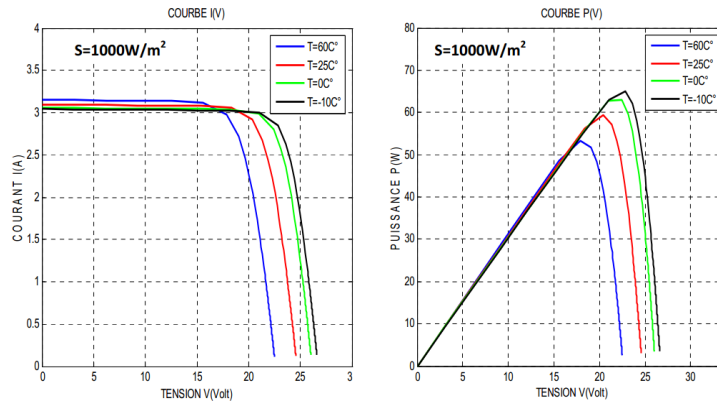 COURBE I(V)
S=1000W/m²
T=60C°
T=25C°
T=0C°
T=-10C°
4
3.5
3
2.5
2
1.5
1
0.5
0
0
5
10
15
20
25
3
COURANT I(A)
TENSION V(Volt)
COURBE P(V)
S=1000W/m²
T=60C°
T=25C°
T=0C°
T=-10C°
80
70
60
50
40
30
20
10
0
0
5
10
15
20
25
30
PUISSANCE P(W)
TENSION V(Volt)